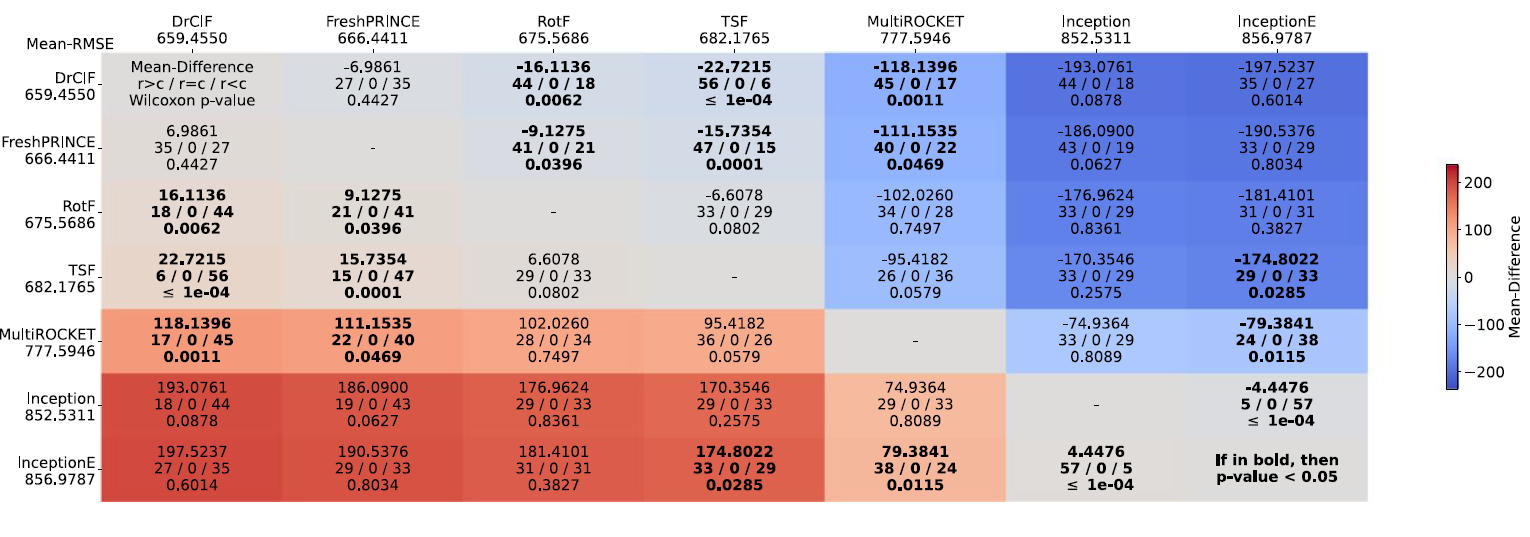 DrCIF FreshPRINCE RotF TSF MultiROCKET Inception InceptionE
Mean-RMSE 659.4550 666.4411 675.5686 682.1765 777.5946 852.5311 856.9787
DrCIF
659.4550
Mean-Difference
r>c / r=c / r<c
Wilcoxon p-value
-6.9861
27 / 0 / 35
0.4427
-16.1136
44 / 0 / 18
0.0062
-22.7215
56 / 0 / 6
≤ 1e-04
-118.1396
45 / 0 / 17
0.0011
-193.0761
44 / 0 / 18
0.0878
-197.5237
35 / 0 / 27
0.6014
FreshPRINCE
666.4411
6.9861
35 / 0 / 27
0.4427
-
-9.1275
41 / 0 / 21
0.0396
-15.7354
47 / 0 / 15
0.0001
-111.1535
40 / 0 / 22
0.0469
-186.0900
43 / 0 / 19
0.0627
-190.5376
33 / 0 / 29
0.8034
RotF
675.5686
16.1136
18 / 0 / 44
0.0062
9.1275
21 / 0 / 41
0.0396
-
-6.6078
33 / 0 / 29
0.0802
-102.0260
34 / 0 / 28
0.7497
-176.9624
33 / 0 / 29
0.8361
-181.4101
31 / 0 / 31
0.3827
TSF
682.1765
22.7215
6 / 0 / 56
≤ 1e-04
15.7354
15 / 0 / 47
0.0001
6.6078
29 / 0 / 33
0.0802
-
-95.4182
26 / 0 / 36
0.0579
-170.3546
33 / 0 / 29
0.2575
-174.8022
29 / 0 / 33
0.0285
MultiROCKET
777.5946
118.1396
17 / 0 / 45
0.0011
111.1535
22 / 0 / 40
0.0469
102.0260
28 / 0 / 34
0.7497
95.4182
36 / 0 / 26
0.0579
-
-74.9364
33 / 0 / 29
0.8089
-79.3841
24 / 0 / 38
0.0115
Inception
852.5311
193.0761
18 / 0 / 44
0.0878
186.0900
19 / 0 / 43
0.0627
176.9624
29 / 0 / 33
0.8361
170.3546
29 / 0 / 33
0.2575
74.9364
29 / 0 / 33
0.8089
-
-4.4476
5 / 0 / 57
≤ 1e-04
InceptionE
856.9787
197.5237
27 / 0 / 35
0.6014
190.5376
29 / 0 / 33
0.8034
181.4101
31 / 0 / 31
0.3827
174.8022
33 / 0 / 29
0.0285
79.3841
38 / 0 / 24
0.0115
4.4476
57 / 0 / 5
≤ 1e-04
If in bold, then
p-value < 0.05
200
100
0
−100
−200
Mean-Difference